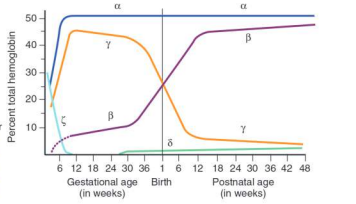 α α
50
40
30
20
10
Percent total hemoglobin
γ
β
ζ
β
δ
γ
6 12 18 24 30 36 1 6 12 18 24 30 36 42 48
Gestational age Birth Postnatal age
(in weeks) (in weeks)